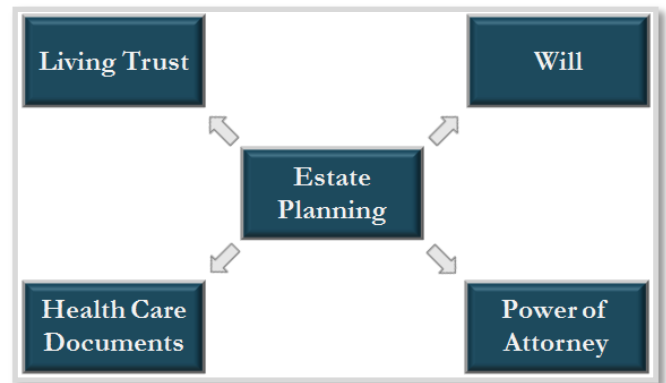 Living Trust
Will
Estate
Planning
Health Care
Documents
Power of
Attorney